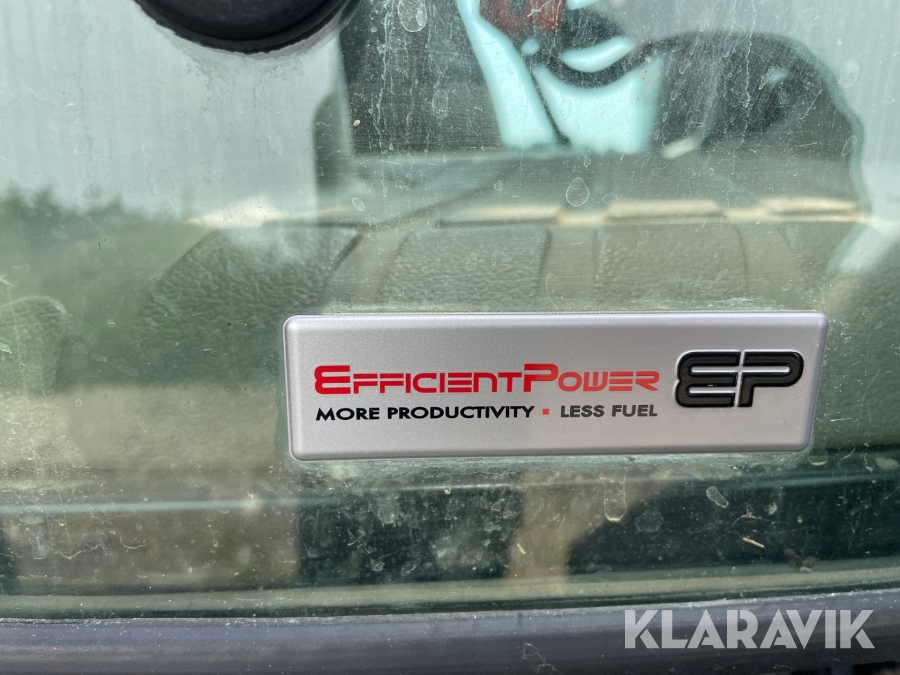 EFFICIENTPOWER EP
MORE PRODUCTIVITY ▪ LESS FUEL
KLARAVIK